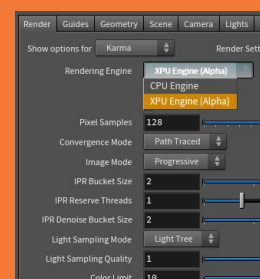 Render Guides Geometry Scene Camera Lights
Show options for Karma Render Sett
Rendering Engine XPU Engine (Alpha)
CPU Engine
XPU Engine (Alpha)
Pixel Samples 128
Convergence Mode Path Traced
Image Mode Progressive
IPR Bucket Size 2
IPR Reserve Threads 1
IPR Denoise Bucket Size 2
Light Sampling Mode Light Tree
Light Sampling Quality 1
Color Limit 10